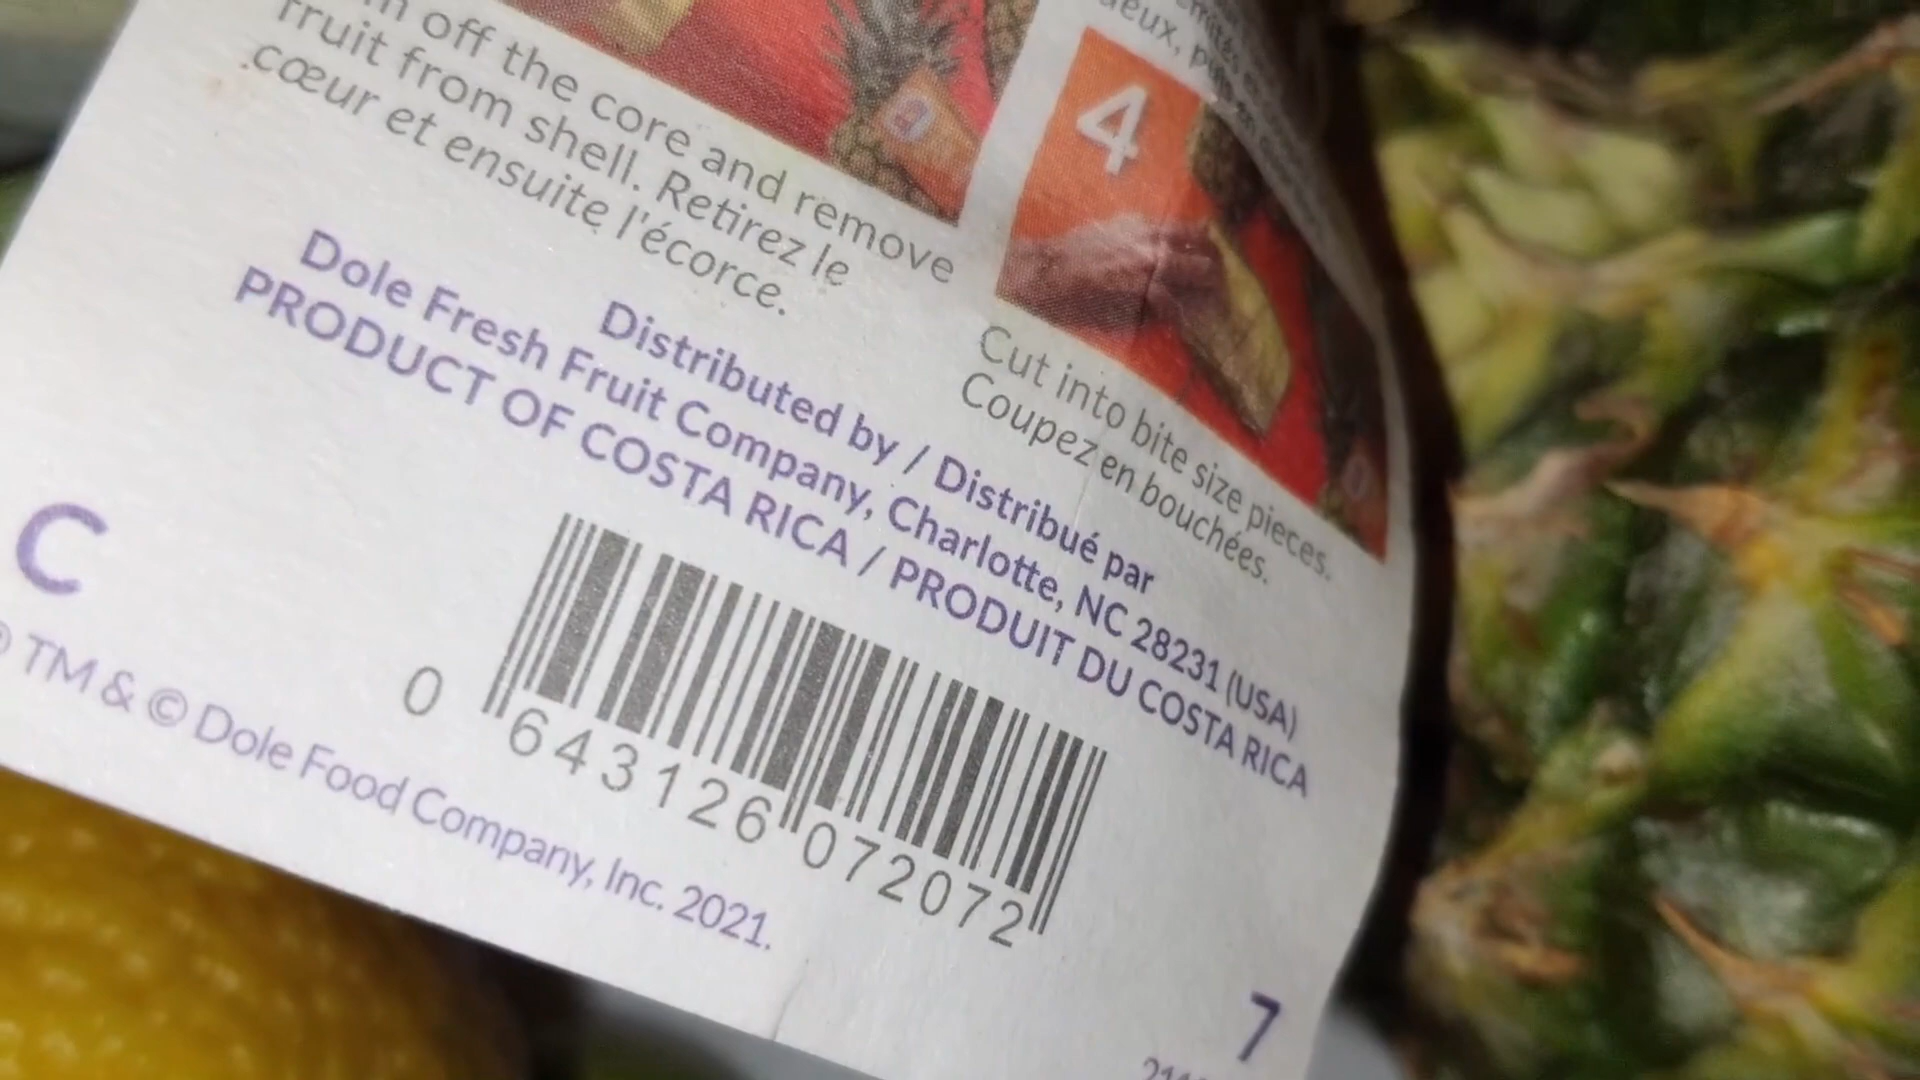 off the core and remove
fruit from shell. Retirez le
cœur et ensuite l'écorce.
4
Cut into bite size pieces.
Coupez en bouchées.
Distributed by / Distribué par
Dole Fresh Fruit Company, Charlotte, NC 28231 (USA)
PRODUCT OF COSTA RICA / PRODUIT DU COSTA RICA
C
0 643126 072072
TM & © Dole Food Company, Inc. 2021.
7